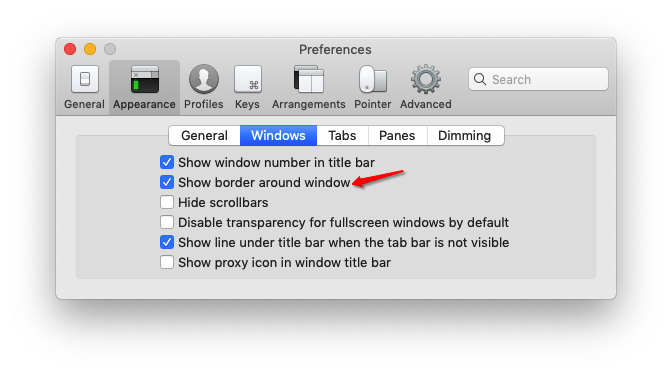 Preferences
General Appearance Profiles Keys Arrangements Pointer Advanced Search
General Windows Tabs Panes Dimming
Show window number in title bar
Show border around window
Hide scrollbars
Disable transparency for fullscreen windows by default
Show line under title bar when the tab bar is not visible
Show proxy icon in window title bar